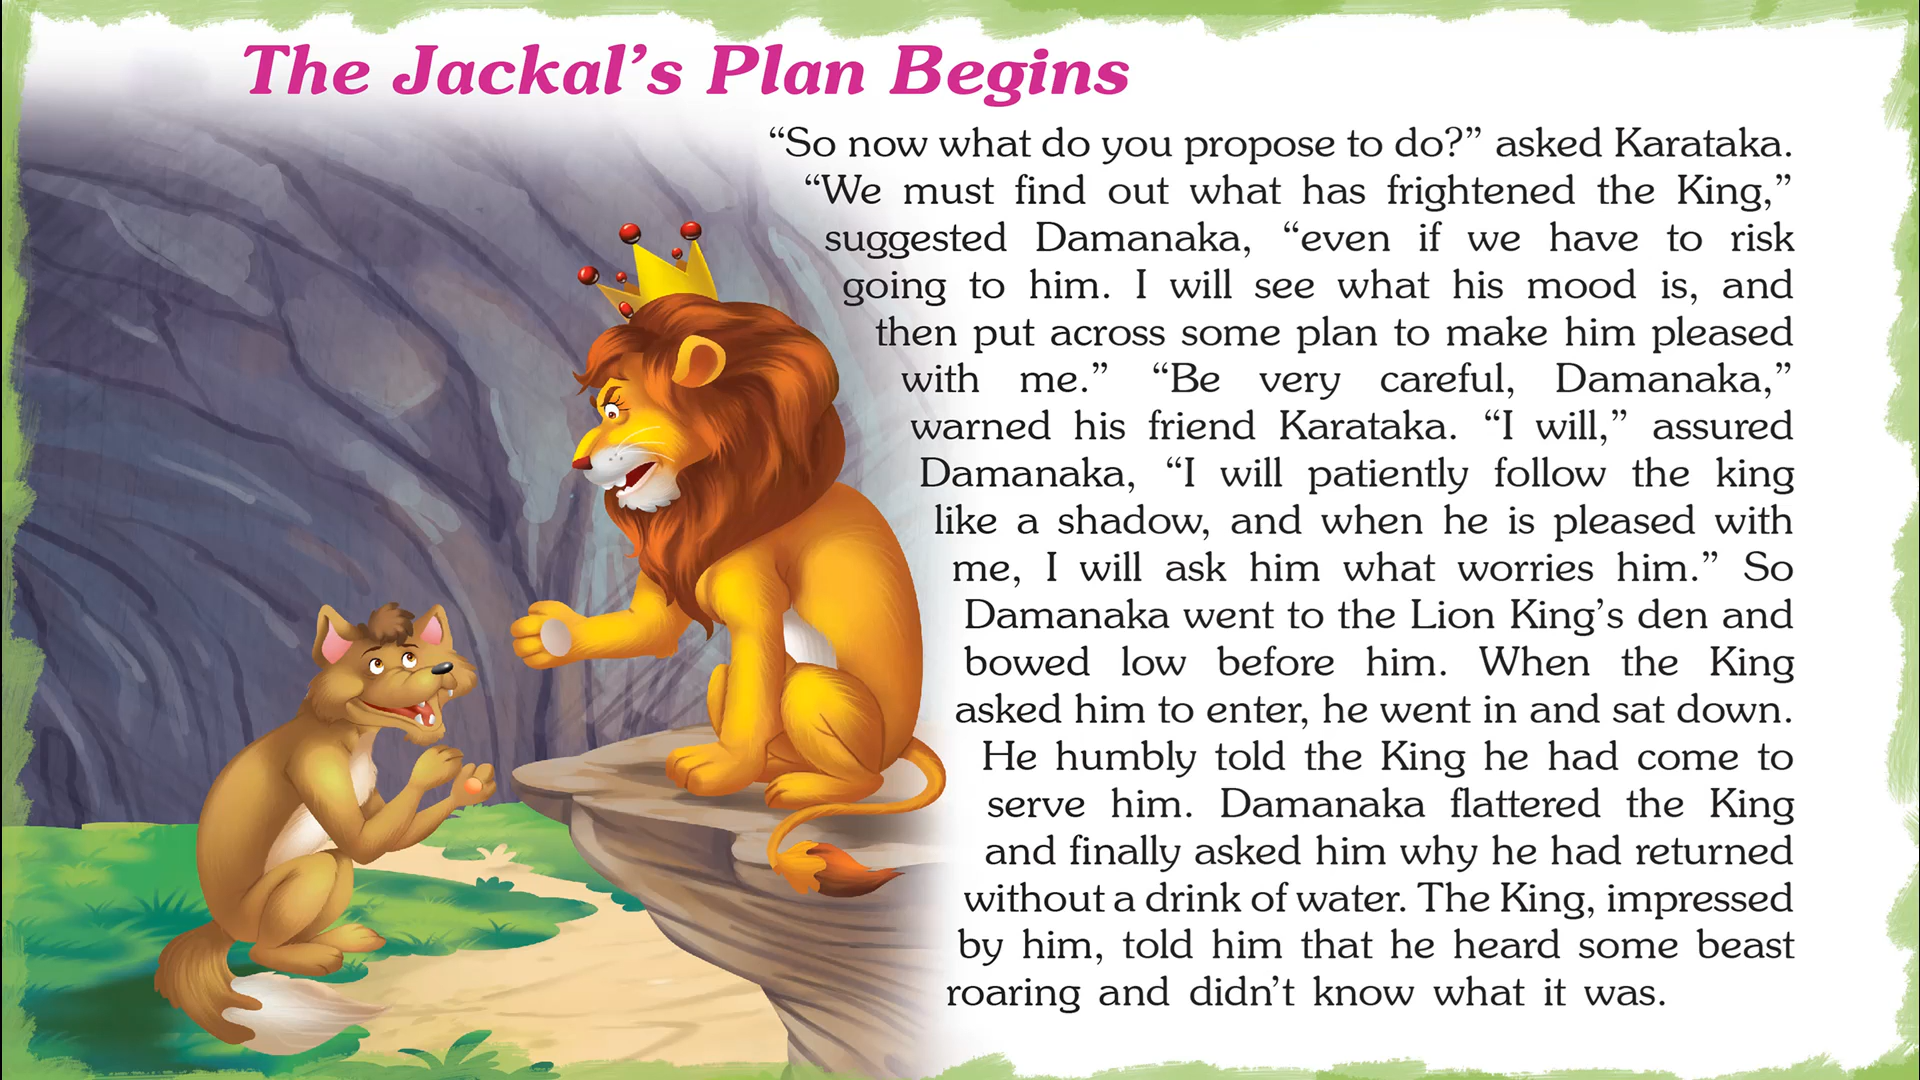 The Jackal’s Plan Begins
“So now what do you propose to do?” asked Karataka.
“We must find out what has frightened the King,”
suggested Damanaka, “even if we have to risk
going to him. I will see what his mood is, and
then put across some plan to make him pleased
with me.” “Be very careful, Damanaka,”
warned his friend Karataka. “I will,” assured
Damanaka, “I will patiently follow the king
like a shadow, and when he is pleased with
me, I will ask him what worries him.” So
Damanaka went to the Lion King’s den and
bowed low before him. When the King
asked him to enter, he went in and sat down.
He humbly told the King he had come to
serve him. Damanaka flattered the King
and finally asked him why he had returned
without a drink of water. The King, impressed
by him, told him that he heard some beast
roaring and didn’t know what it was.